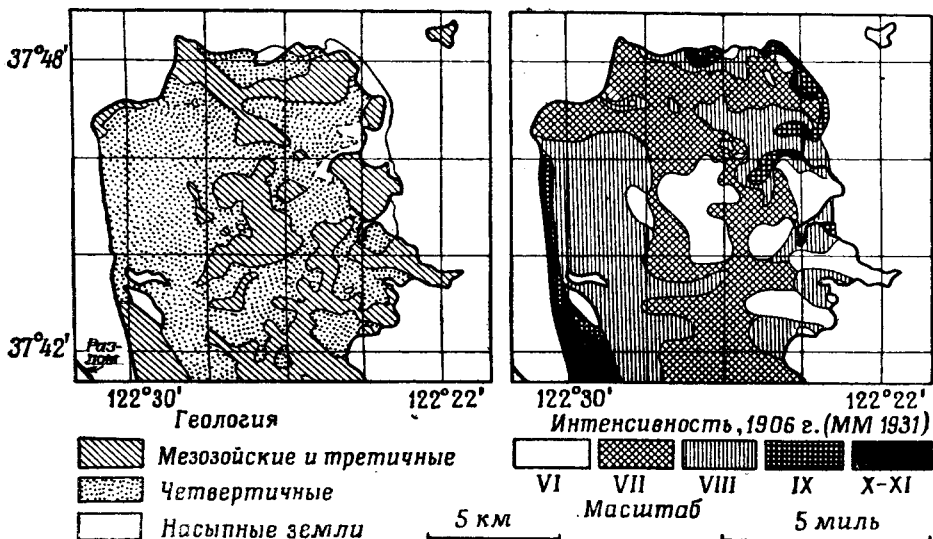 37°48'
37°42'
Раз-
лом
122°30' 122°22' 122°30' 122°22'
Геология
Мезозойские и третичные
Четвертичные
Насыпные земли
Интенсивность, 1906 г. (ММ 1931)
VI VII VIII IX X-XI
Масштаб
5 км 5 миль